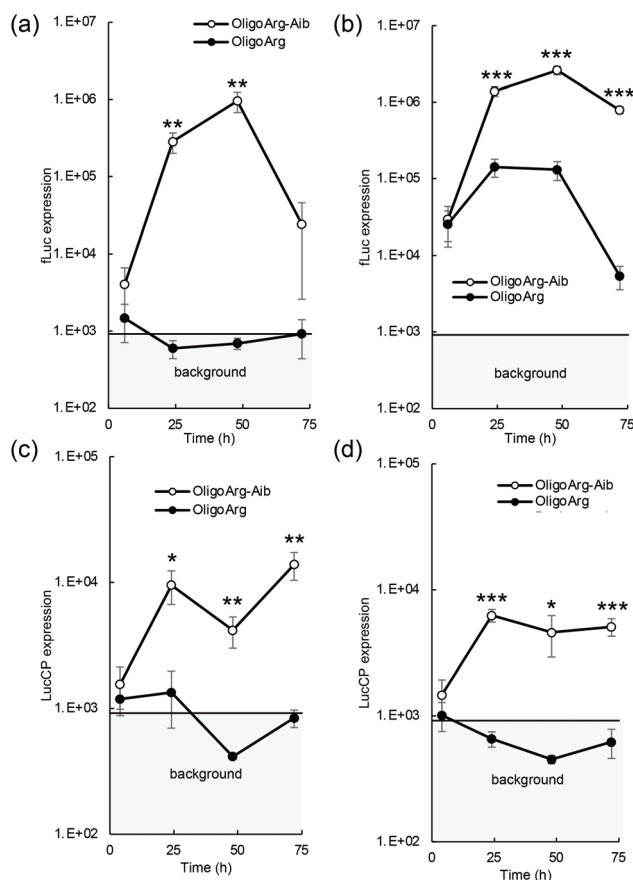 (a)
OligoArg-Aib
OligoArg
1.E+07
1.E+06
1.E+05
1.E+04
1.E+03
1.E+02
fLuc expression
**
**
background
0
25
50
75
Time (h)
(b)
1.E+07
1.E+06
1.E+05
1.E+04
1.E+03
1.E+02
fLuc expression
***
***
***
OligoArg-Aib
OligoArg
background
0
25
50
75
Time (h)
(c)
1.E+05
1.E+04
1.E+03
1.E+02
LucCP expression
OligoArg-Aib
OligoArg
*
**
**
background
0
25
50
75
Time (h)
(d)
1.E+05
1.E+04
1.E+03
1.E+02
LucCP expression
OligoArg-Aib
OligoArg
***
*
***
background
0
25
50
75
Time (h)